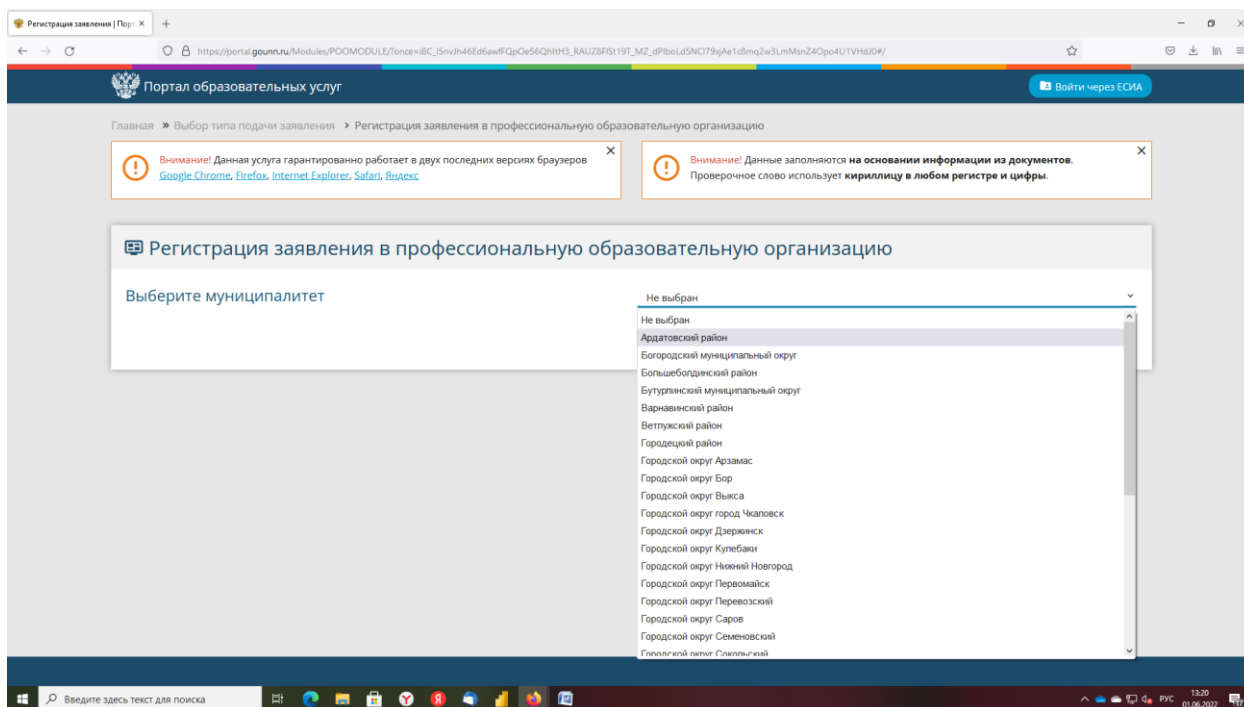 Регистрация заявления | Порт
https://portal.gounn.ru/Modules/POOMODULE/?once=
Портал образовательных услуг
Войти через ЕСИА
Главная » Выбор типа подачи заявления > Регистрация заявления в профессиональную образовательную организацию
Внимание! Данная услуга гарантированно работает в двух последних версиях браузеров
Google Chrome, Firefox, Internet Explorer, Safari, Яндекс
Внимание! Данные заполняются на основании информации из документов.
Проверочное слово использует кириллицу в любом регистре и цифры.
Регистрация заявления в профессиональную образовательную организацию
Выберите муниципалитет
Не выбран
Не выбран
Ардатовский район
Богородский муниципальный округ
Большеболдинский район
Бутурлинский муниципальный округ
Варнавинский район
Ветлужский район
Городецкий район
Городской округ Арзамас
Городской округ Бор
Городской округ Выкса
Городской округ город Чкаловск
Городской округ Дзержинск
Городской округ Кулебаки
Городской округ Нижний Новгород
Городской округ Первомайск
Городской округ Перевозский
Городской округ Саров
Городской округ Семеновский
Городской округ Сокольский
Введите здесь текст для поиска
РУС
13:20
01.06.2022